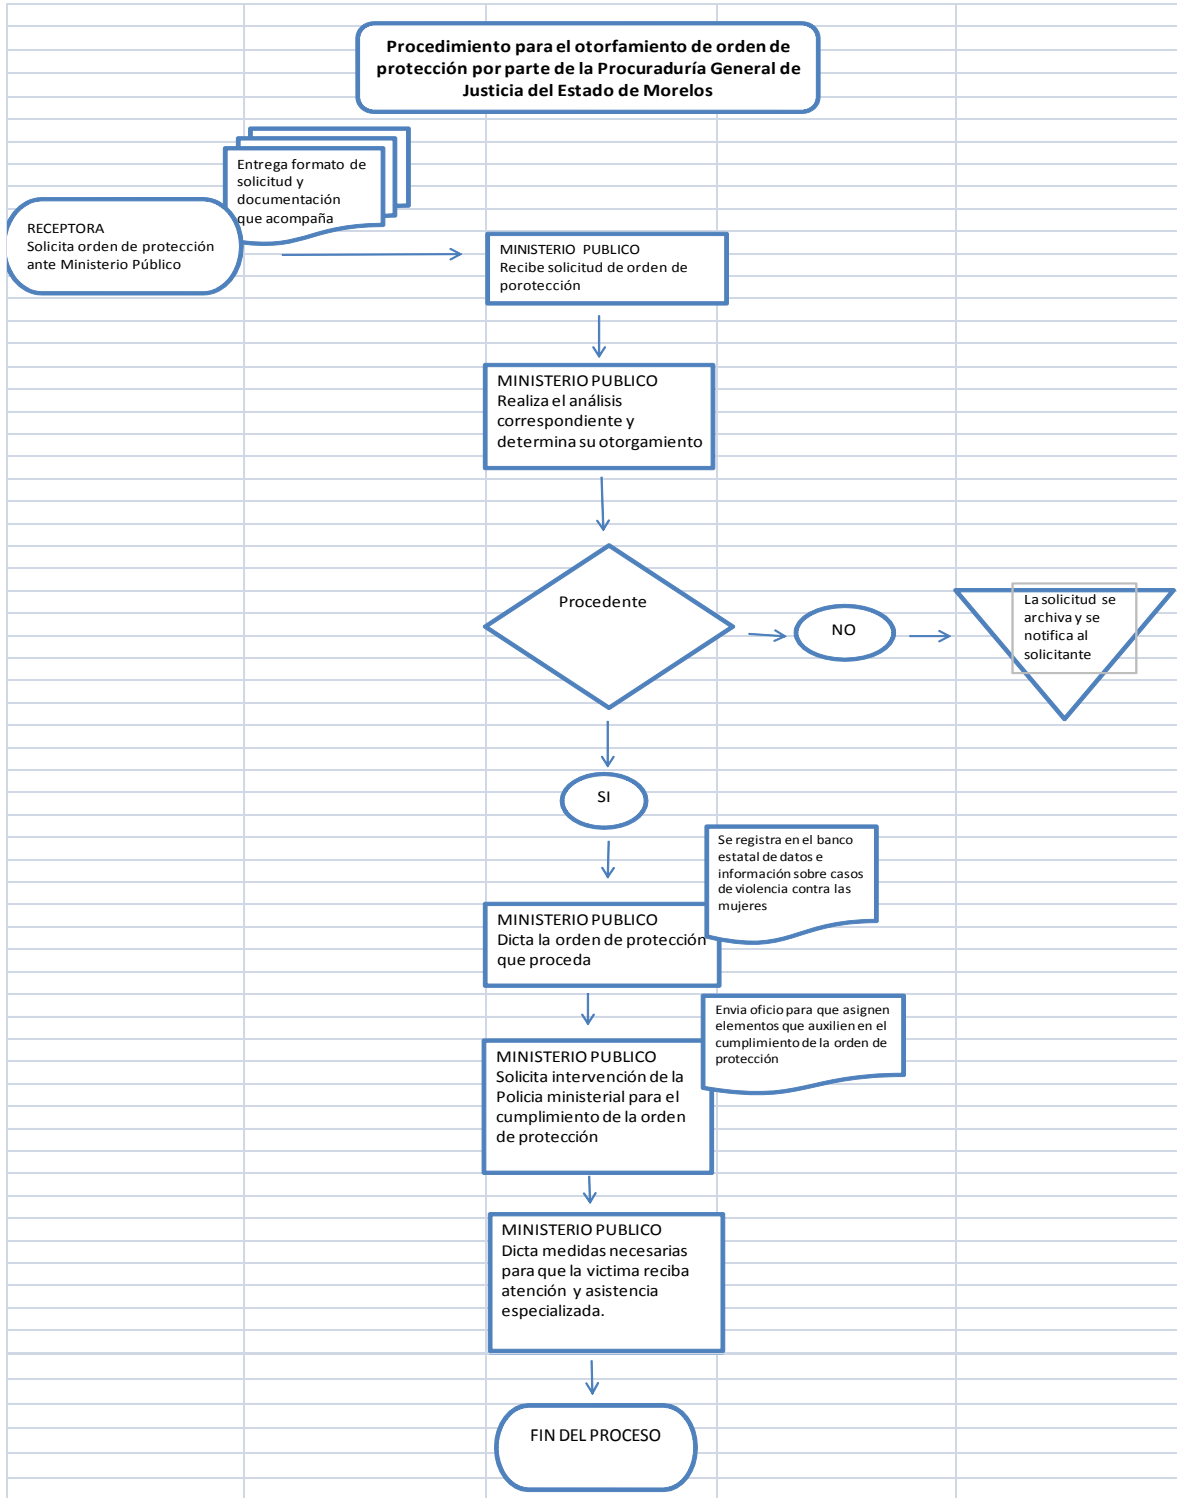 Procedimiento para el otorfamiento de orden de
protección por parte de la Procuraduría General de
Justicia del Estado de Morelos
Entrega formato de
solicitud y
documentación
que acompaña
RECEPTORA
Solicita orden de protección
ante Ministerio Público
MINISTERIO PUBLICO
Recibe solicitud de orden de
porotección
MINISTERIO PUBLICO
Realiza el análisis
correspondiente y
determina su otorgamiento
Procedente
NO
La solicitud se
archiva y se
notifica al
solicitante
SI
Se registra en el banco
estatal de datos e
información sobre casos
de violencia contra las
mujeres
MINISTERIO PUBLICO
Dicta la orden de protección
que proceda
Envia oficio para que asignen
elementos que auxilien en el
cumplimiento de la orden de
protección
MINISTERIO PUBLICO
Solicita intervención de la
Policia ministerial para el
cumplimiento de la orden
de protección
MINISTERIO PUBLICO
Dicta medidas necesarias
para que la victima reciba
atención y asistencia
especializada.
FIN DEL PROCESO